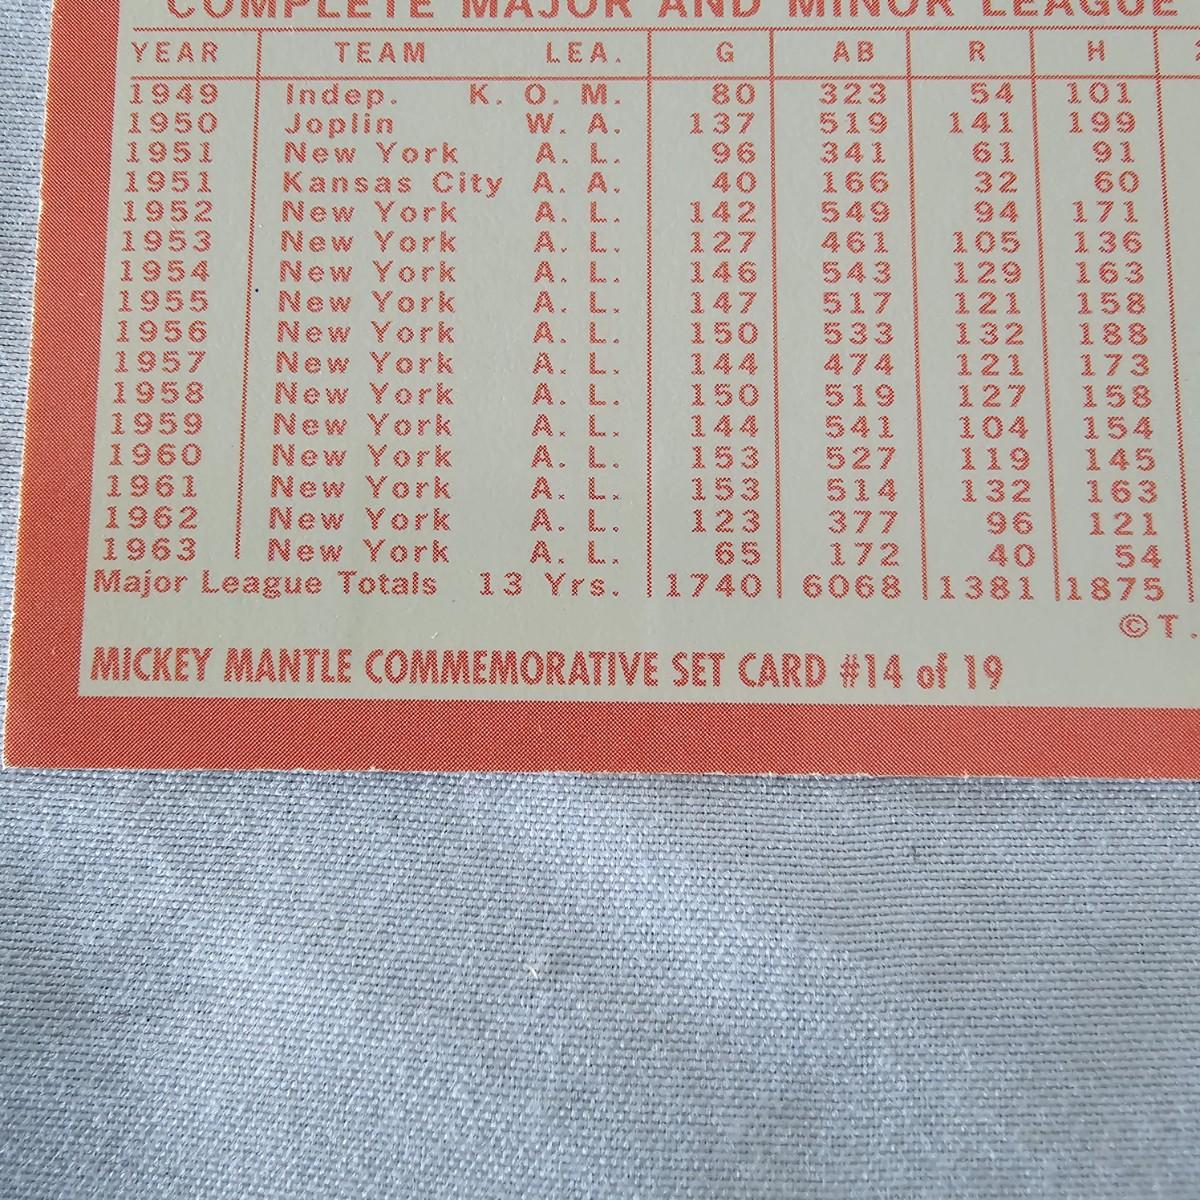 COMPLETE MAJOR AND MINOR LEAGUE
YEAR TEAM LEA. G AB R H
1949 Indep. K. O. M. 80 323 54 101
1950 Joplin W. A. 137 519 141 199
1951 New York A. L. 96 341 61 91
1951 Kansas City A. A. 40 166 32 60
1952 New York A. L. 142 549 94 171
1953 New York A. L. 127 461 105 136
1954 New York A. L. 146 543 129 163
1955 New York A. L. 147 517 121 158
1956 New York A. L. 150 533 132 188
1957 New York A. L. 144 474 121 173
1958 New York A. L. 150 519 127 158
1959 New York A. L. 144 541 104 154
1960 New York A. L. 153 527 119 145
1961 New York A. L. 153 514 132 163
1962 New York A. L. 123 377 96 121
1963 New York A. L. 65 172 40 54
Major League Totals 13 Yrs. 1740 6068 1381 1875
© T.
MICKEY MANTLE COMMEMORATIVE SET CARD #14 of 19